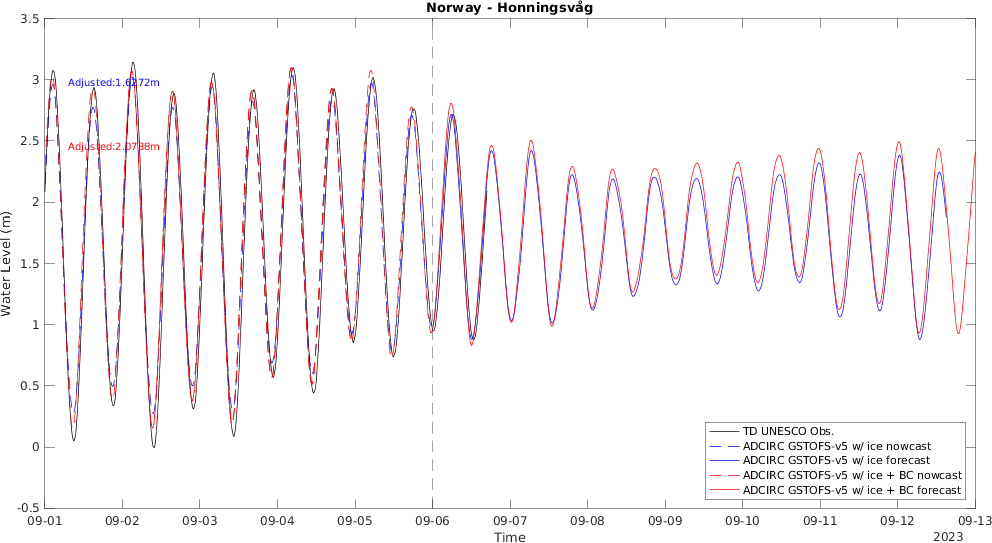 Norway - Honningsvåg
3.5
3
2.5
2
1.5
1
0.5
0
-0.5
Water Level (m)
Adjusted:1.6272m
Adjusted:2.0738m
TD UNESCO Obs.
ADCIRC GSTOFS-v5 w/ ice nowcast
ADCIRC GSTOFS-v5 w/ ice forecast
ADCIRC GSTOFS-v5 w/ ice + BC nowcast
ADCIRC GSTOFS-v5 w/ ice + BC forecast
09-01 09-02 09-03 09-04 09-05 09-06 09-07 09-08 09-09 09-10 09-11 09-12 09-13
Time
2023